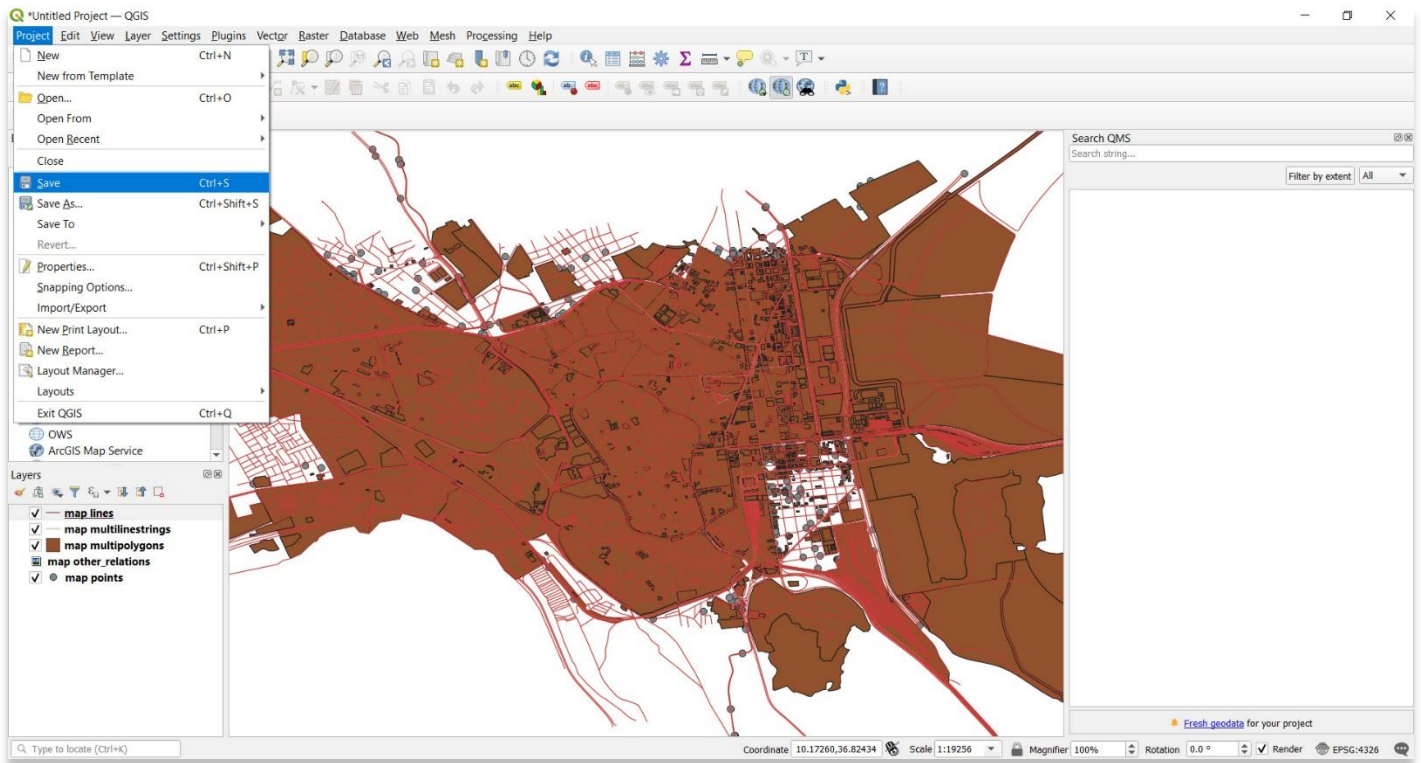 *Untitled Project — QGIS
Project Edit View Layer Settings Plugins Vector Raster Database Web Mesh Processing Help
New Ctrl+N
New from Template
Open... Ctrl+O
Open From
Open Recent
Close
Save Ctrl+S
Save As... Ctrl+Shift+S
Save To
Revert...
Properties... Ctrl+Shift+P
Snapping Options...
Import/Export
New Print Layout... Ctrl+P
New Report...
Layout Manager...
Layouts
Exit QGIS Ctrl+Q
OWS
ArcGIS Map Service
Layers
map lines
map multilinestrings
map multipolygons
map other_relations
map points
Search QMS
Search string...
Filter by extent All
Fresh geodata for your project
Type to locate (Ctrl+K) Coordinate 10.17260,36.82434 Scale 1:19256 Magnifier 100% Rotation 0.0 ° Render EPSG:4326